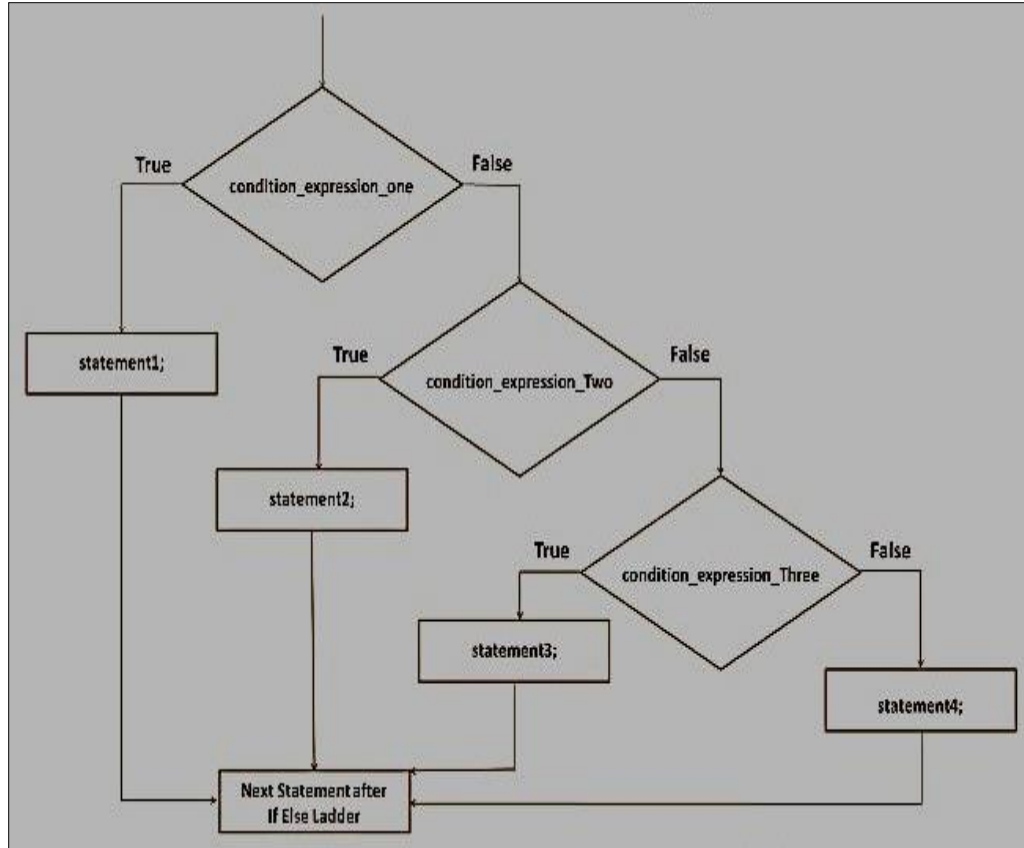 True
False
condition_expression_one
statement1;
True
False
condition_expression_Two
statement2;
True
False
condition_expression_Three
statement3;
statement4;
Next Statement after
If Else Ladder